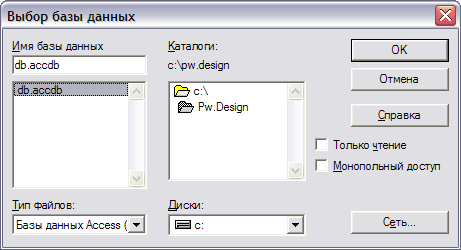 Выбор базы данных
Имя базы данных
db.accdb
db.accdb
Каталоги:
c:\pw.design
c:\
Pw.Design
OK
Отмена
Справка
Только чтение
Монопольный доступ
Тип файлов:
Базы данных Access (
Диски:
c:
Сеть...